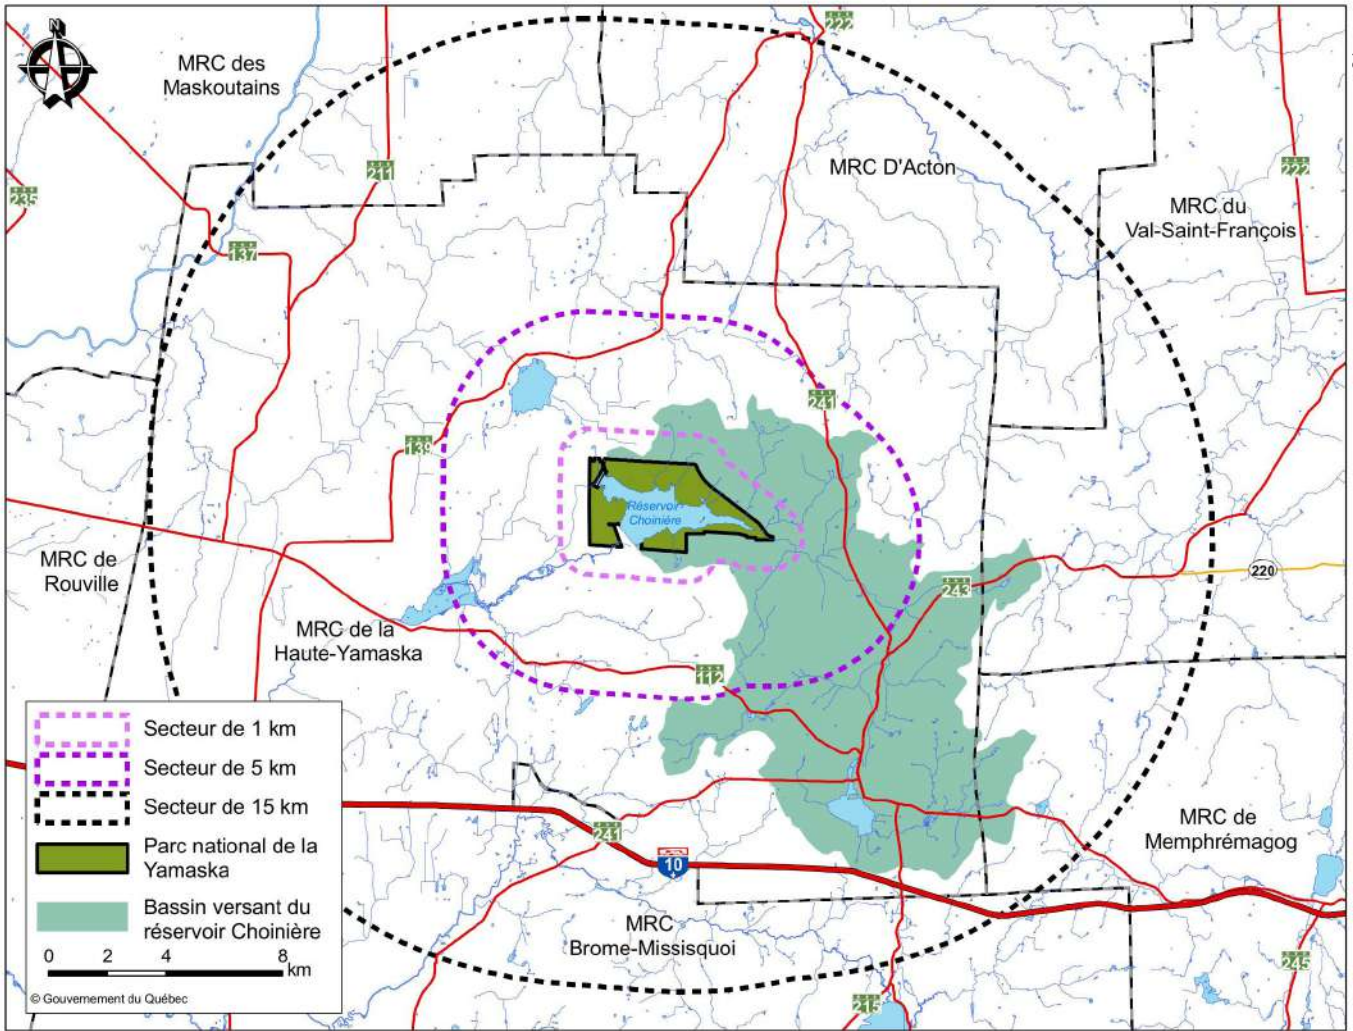 N
222
MRC des
Maskoutains
211
MRC D'Acton
222
235
MRC du
Val-Saint-François
137
241
139
Réservoir
Choinière
MRC de
Rouville
220
243
MRC de la
Haute-Yamaska
112
Secteur de 1 km
Secteur de 5 km
Secteur de 15 km
Parc national de la
Yamaska
Bassin versant du
réservoir Choinière
0 2 4 8
km
© Gouvernement du Québec
241
10
MRC de
Memphrémagog
MRC
Brome-Missisquoi
245
215